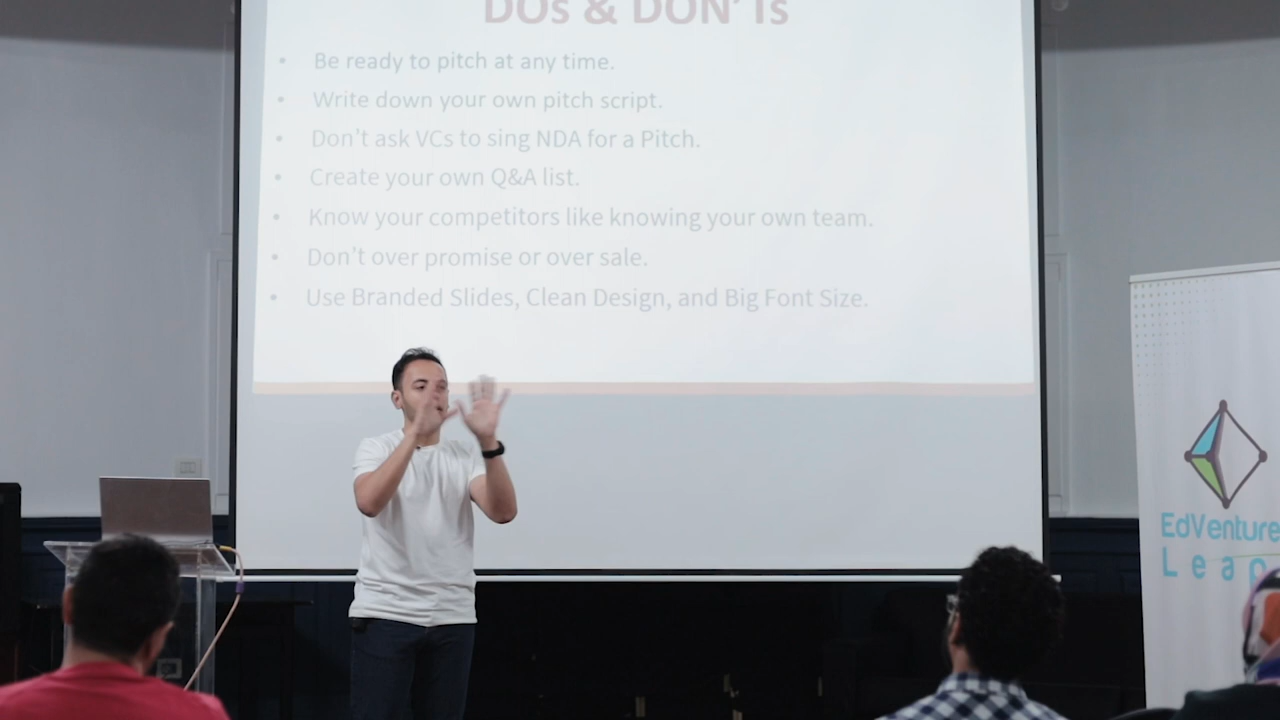 DOs & DON'Ts
• Be ready to pitch at any time.
• Write down your own pitch script.
• Don't ask VCs to sing NDA for a Pitch.
• Create your own Q&A list.
• Know your competitors like knowing your own team.
• Don't over promise or over sale.
• Use Branded Slides, Clean Design, and Big Font Size.
EdVenture
Leap